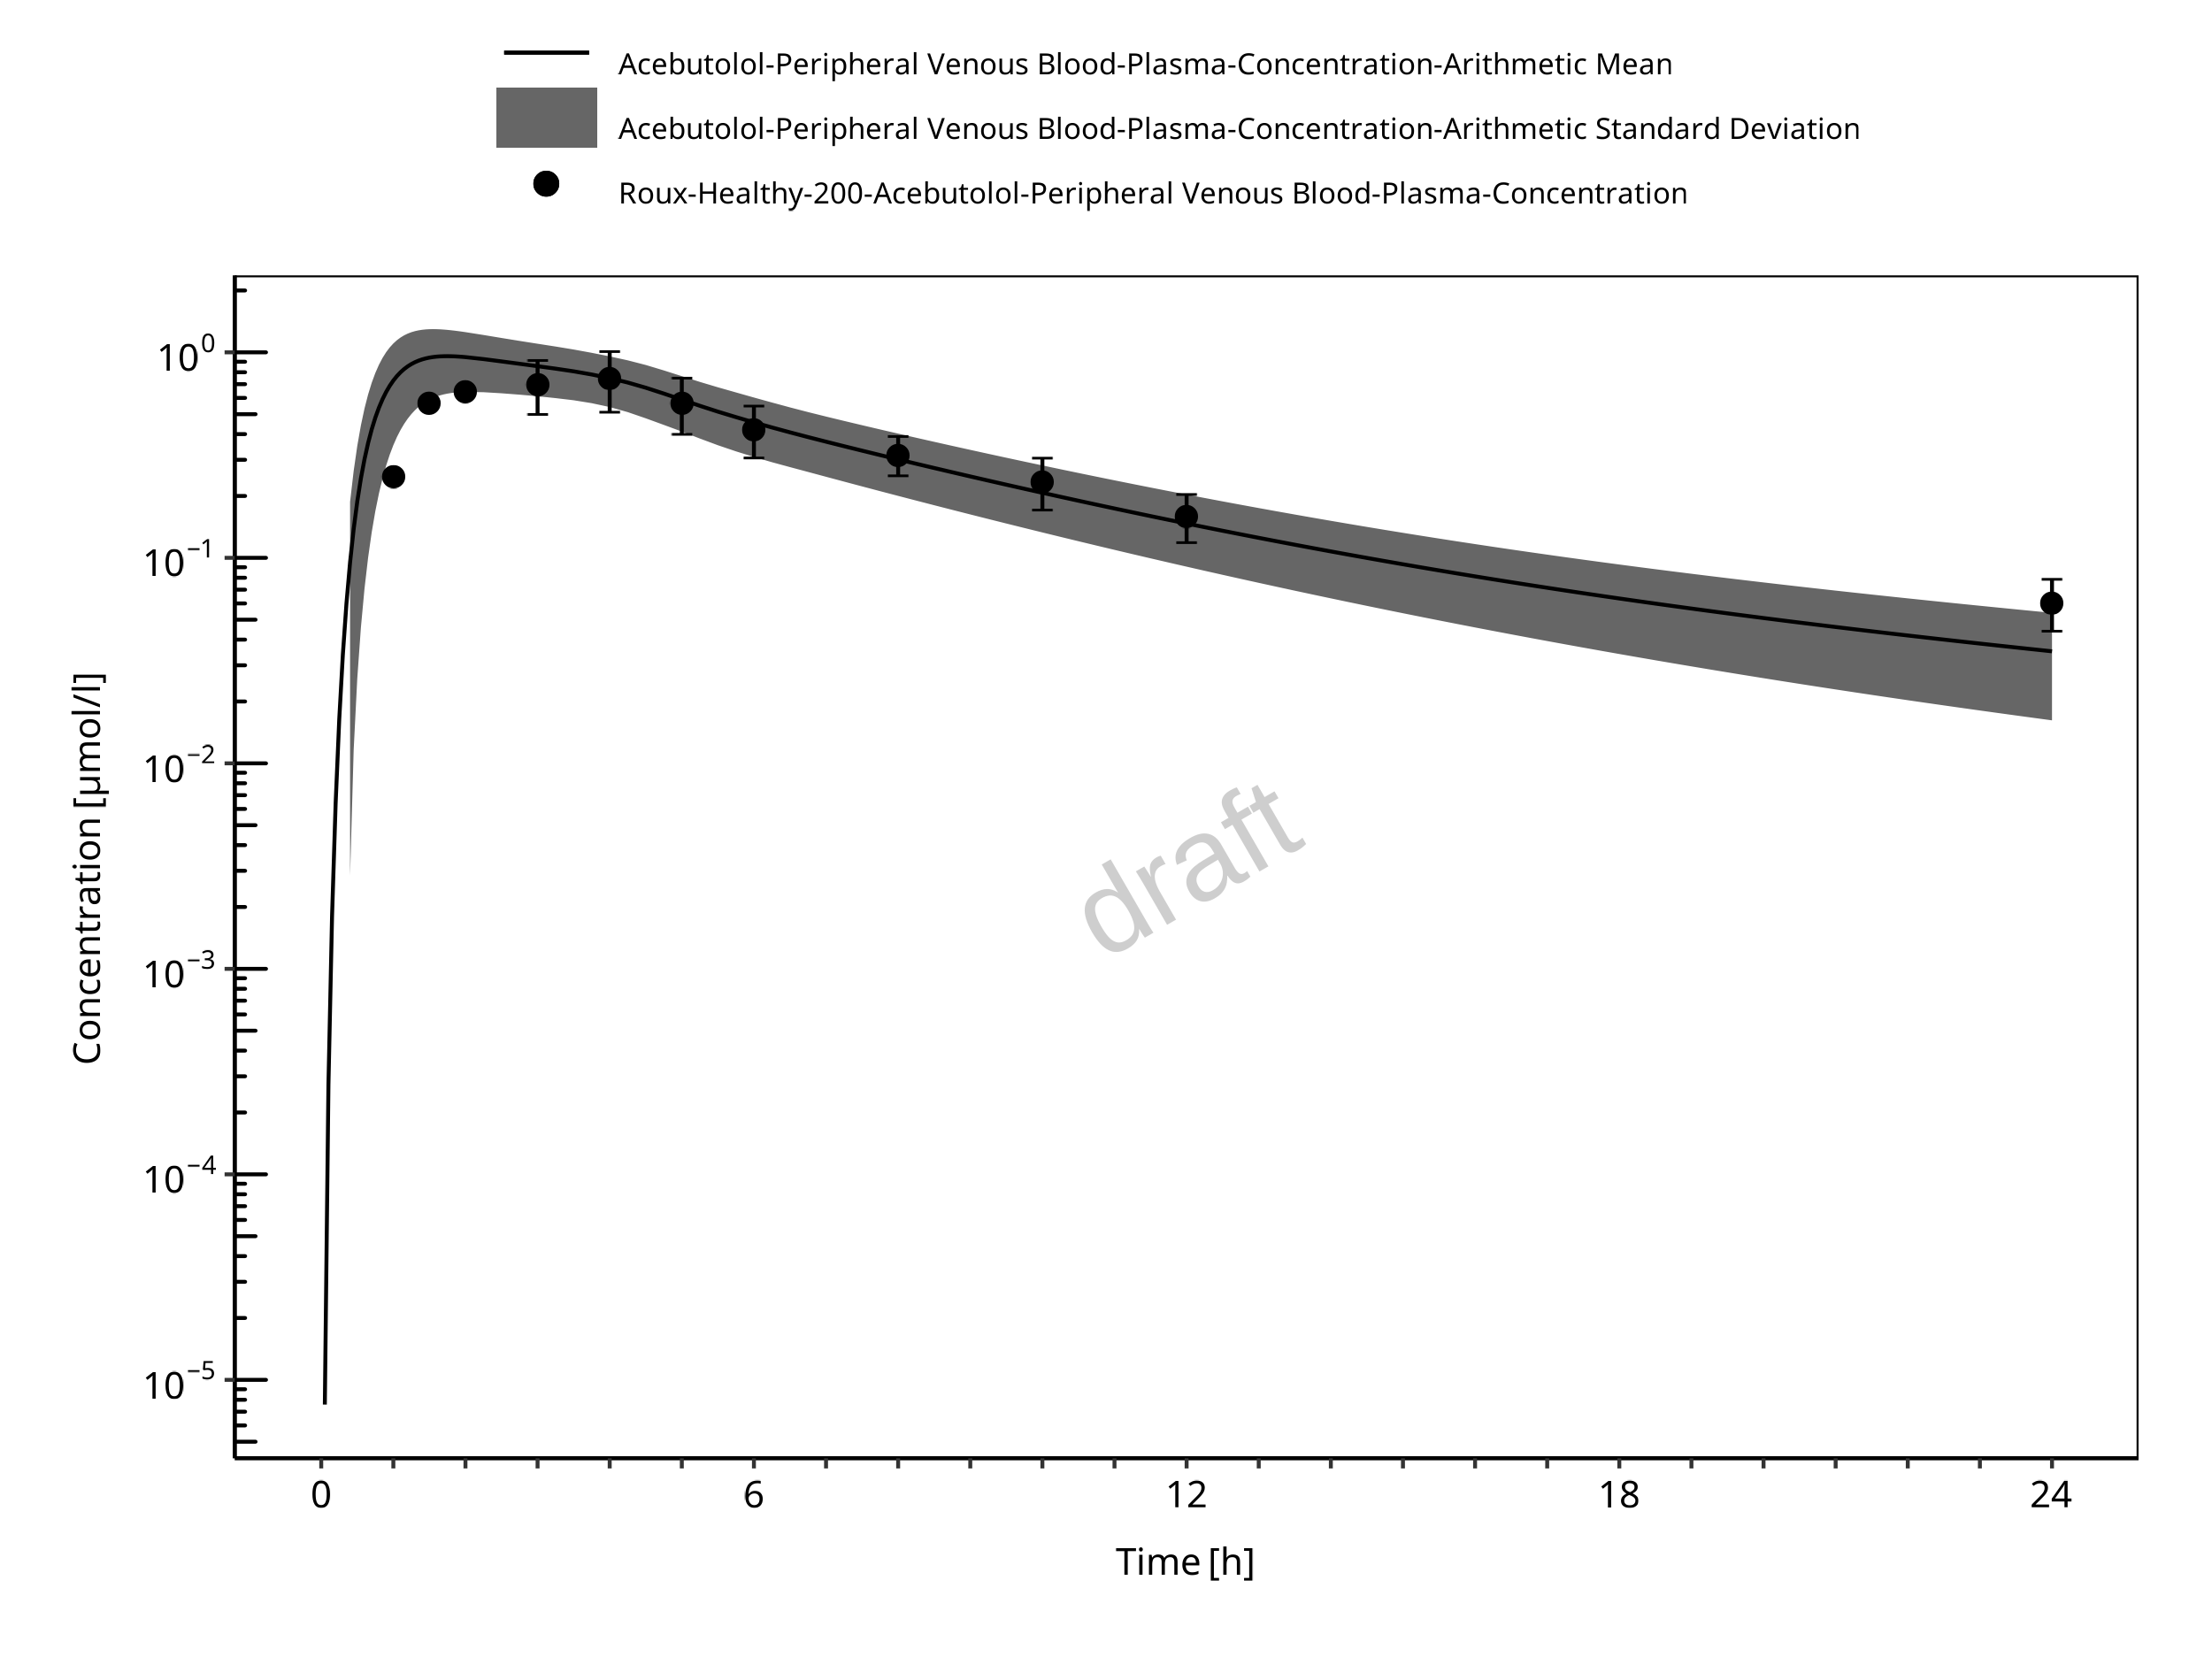 Acebutolol-Peripheral Venous Blood-Plasma-Concentration-Arithmetic Mean
Acebutolol-Peripheral Venous Blood-Plasma-Concentration-Arithmetic Standard Deviation
Roux-Healthy-200-Acebutolol-Peripheral Venous Blood-Plasma-Concentration
10⁰
10⁻¹
10⁻²
10⁻³
10⁻⁴
10⁻⁵
Concentration [µmol/l]
draft
0 6 12 18 24
Time [h]